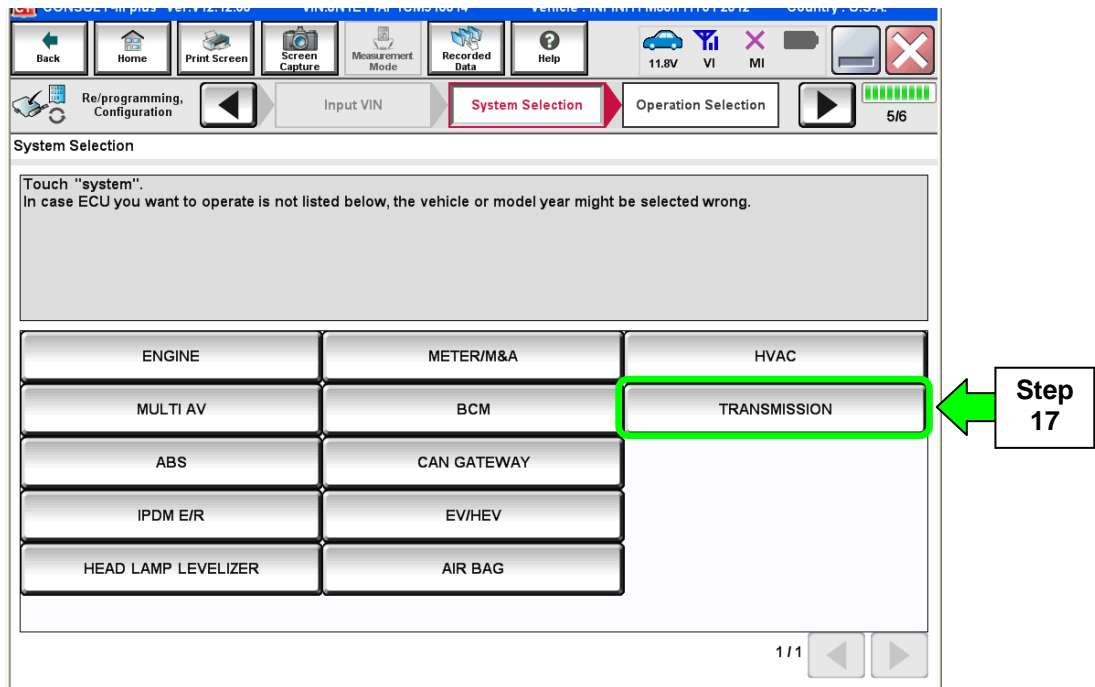 Back
Home
Print Screen
Screen
Capture
Measurement
Mode
Recorded
Data
Help
11.8V
VI
MI
Re/programming,
Configuration
Input VIN
System Selection
Operation Selection
5/6
System Selection
Touch "system".
In case ECU you want to operate is not listed below, the vehicle or model year might be selected wrong.
ENGINE
METER/M&A
HVAC
MULTI AV
BCM
TRANSMISSION
Step
17
ABS
CAN GATEWAY
IPDM E/R
EV/HEV
HEAD LAMP LEVELIZER
AIR BAG
1/1